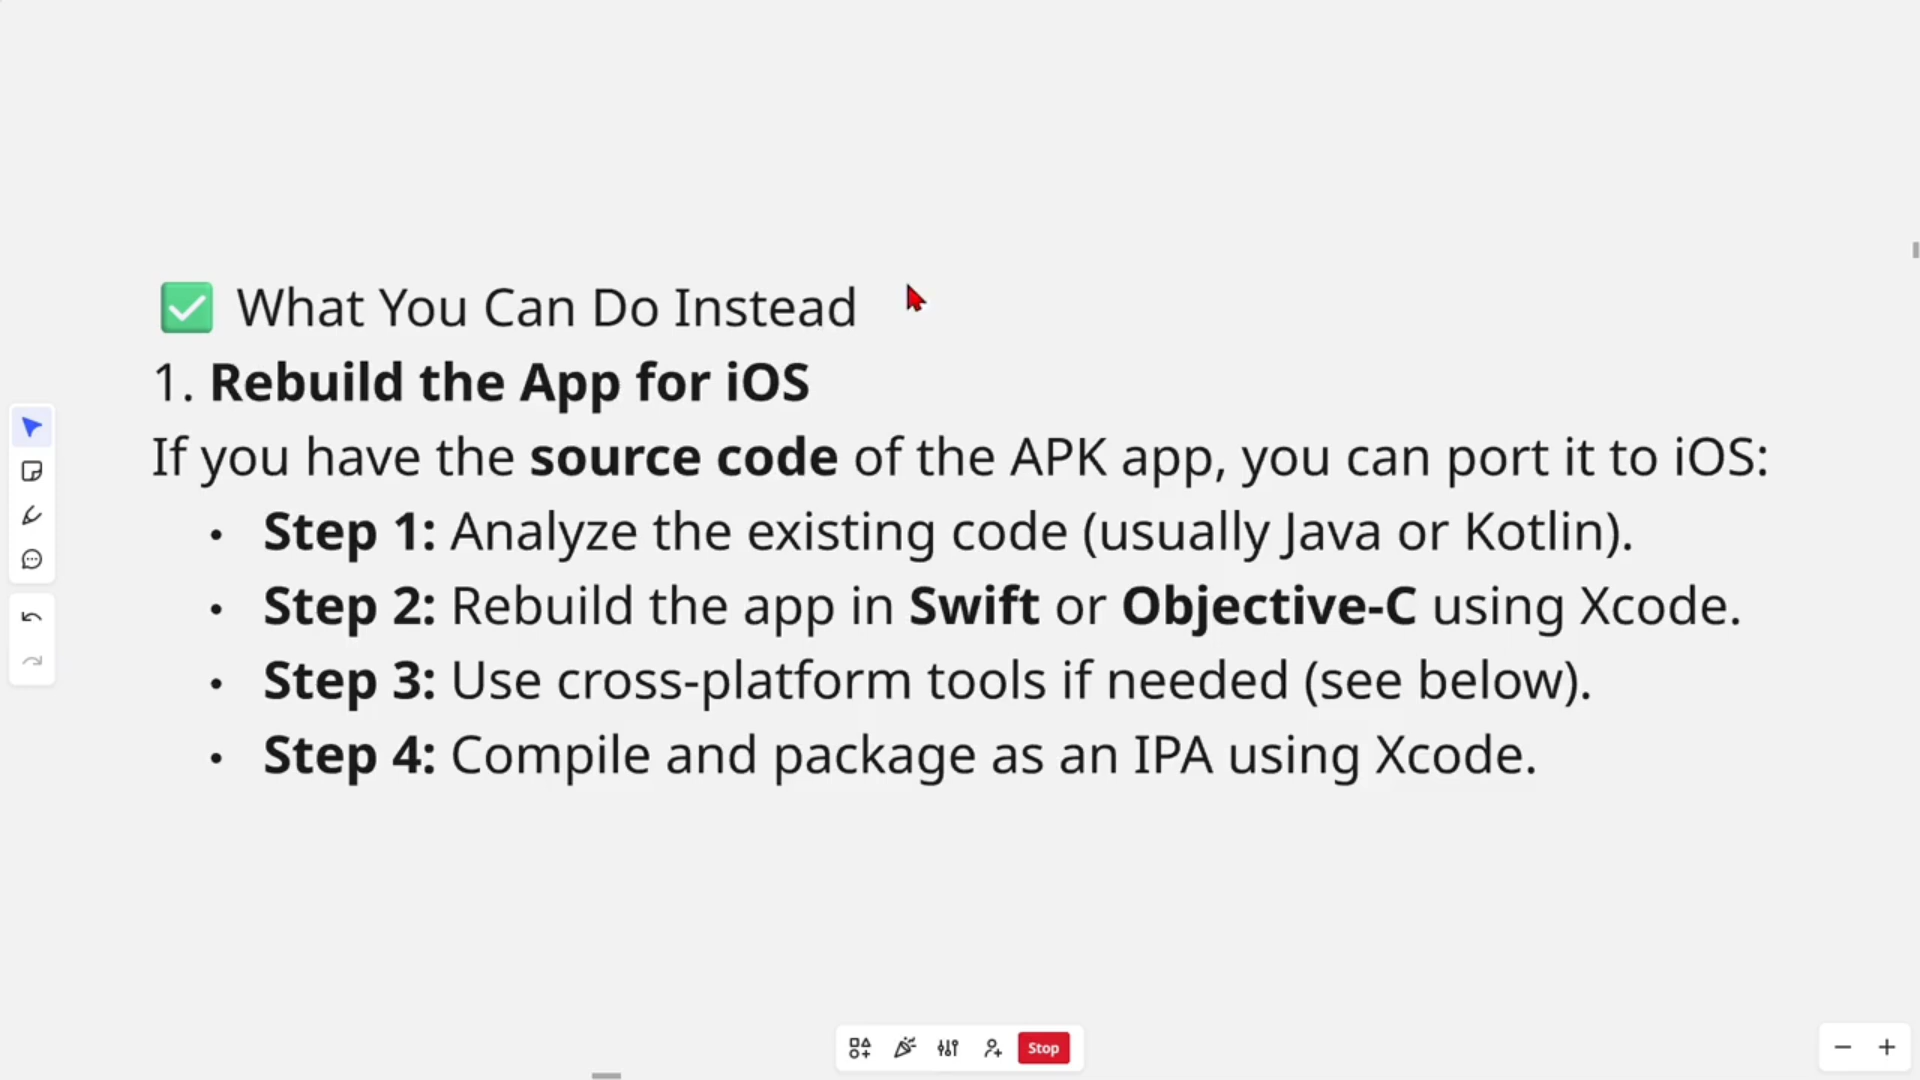 ✅ What You Can Do Instead
1. Rebuild the App for iOS
If you have the source code of the APK app, you can port it to iOS:
• Step 1: Analyze the existing code (usually Java or Kotlin).
• Step 2: Rebuild the app in Swift or Objective-C using Xcode.
• Step 3: Use cross-platform tools if needed (see below).
• Step 4: Compile and package as an IPA using Xcode.
Stop